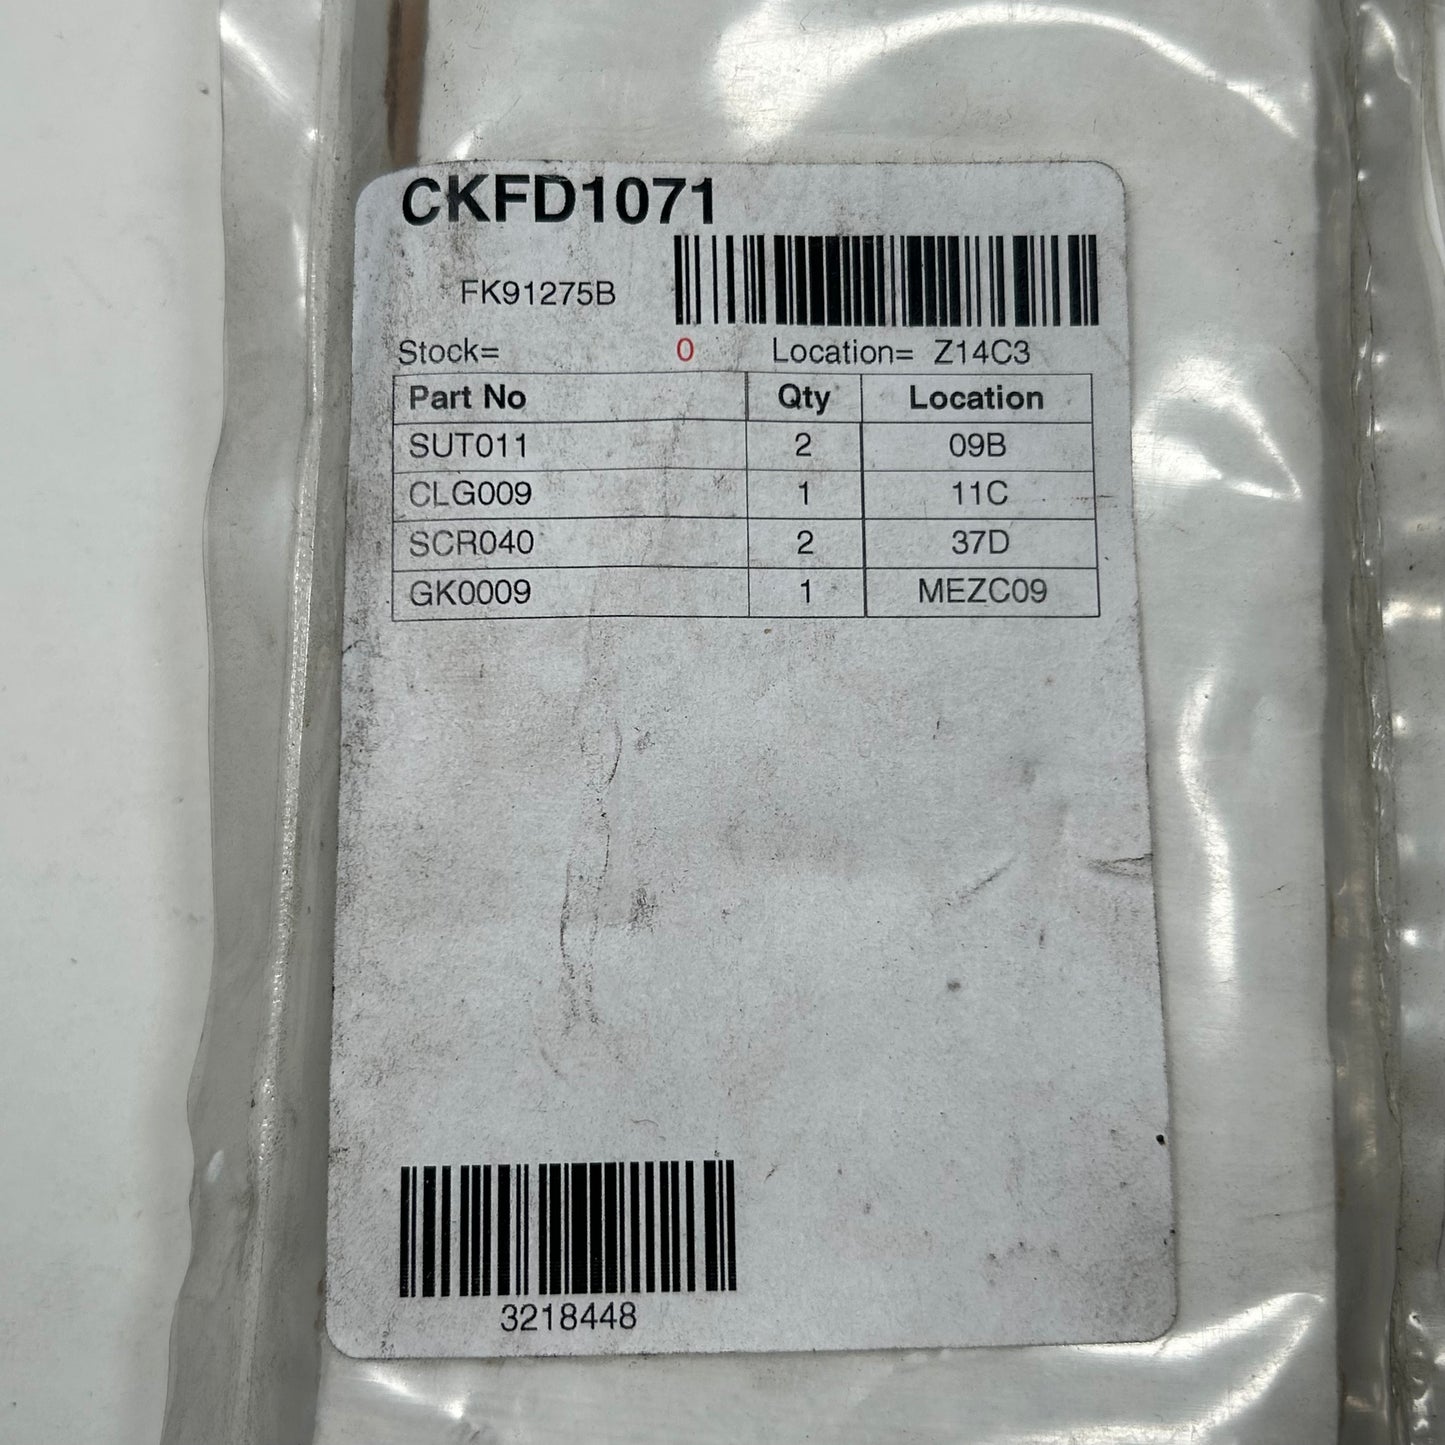 CKFD1071
FK91275B
Stock= 0 Location= Z14C3
Part No Qty Location
SUT011 2 09B
CLG009 1 11C
SCR040 2 37D
GK0009 1 MEZC09
3218448